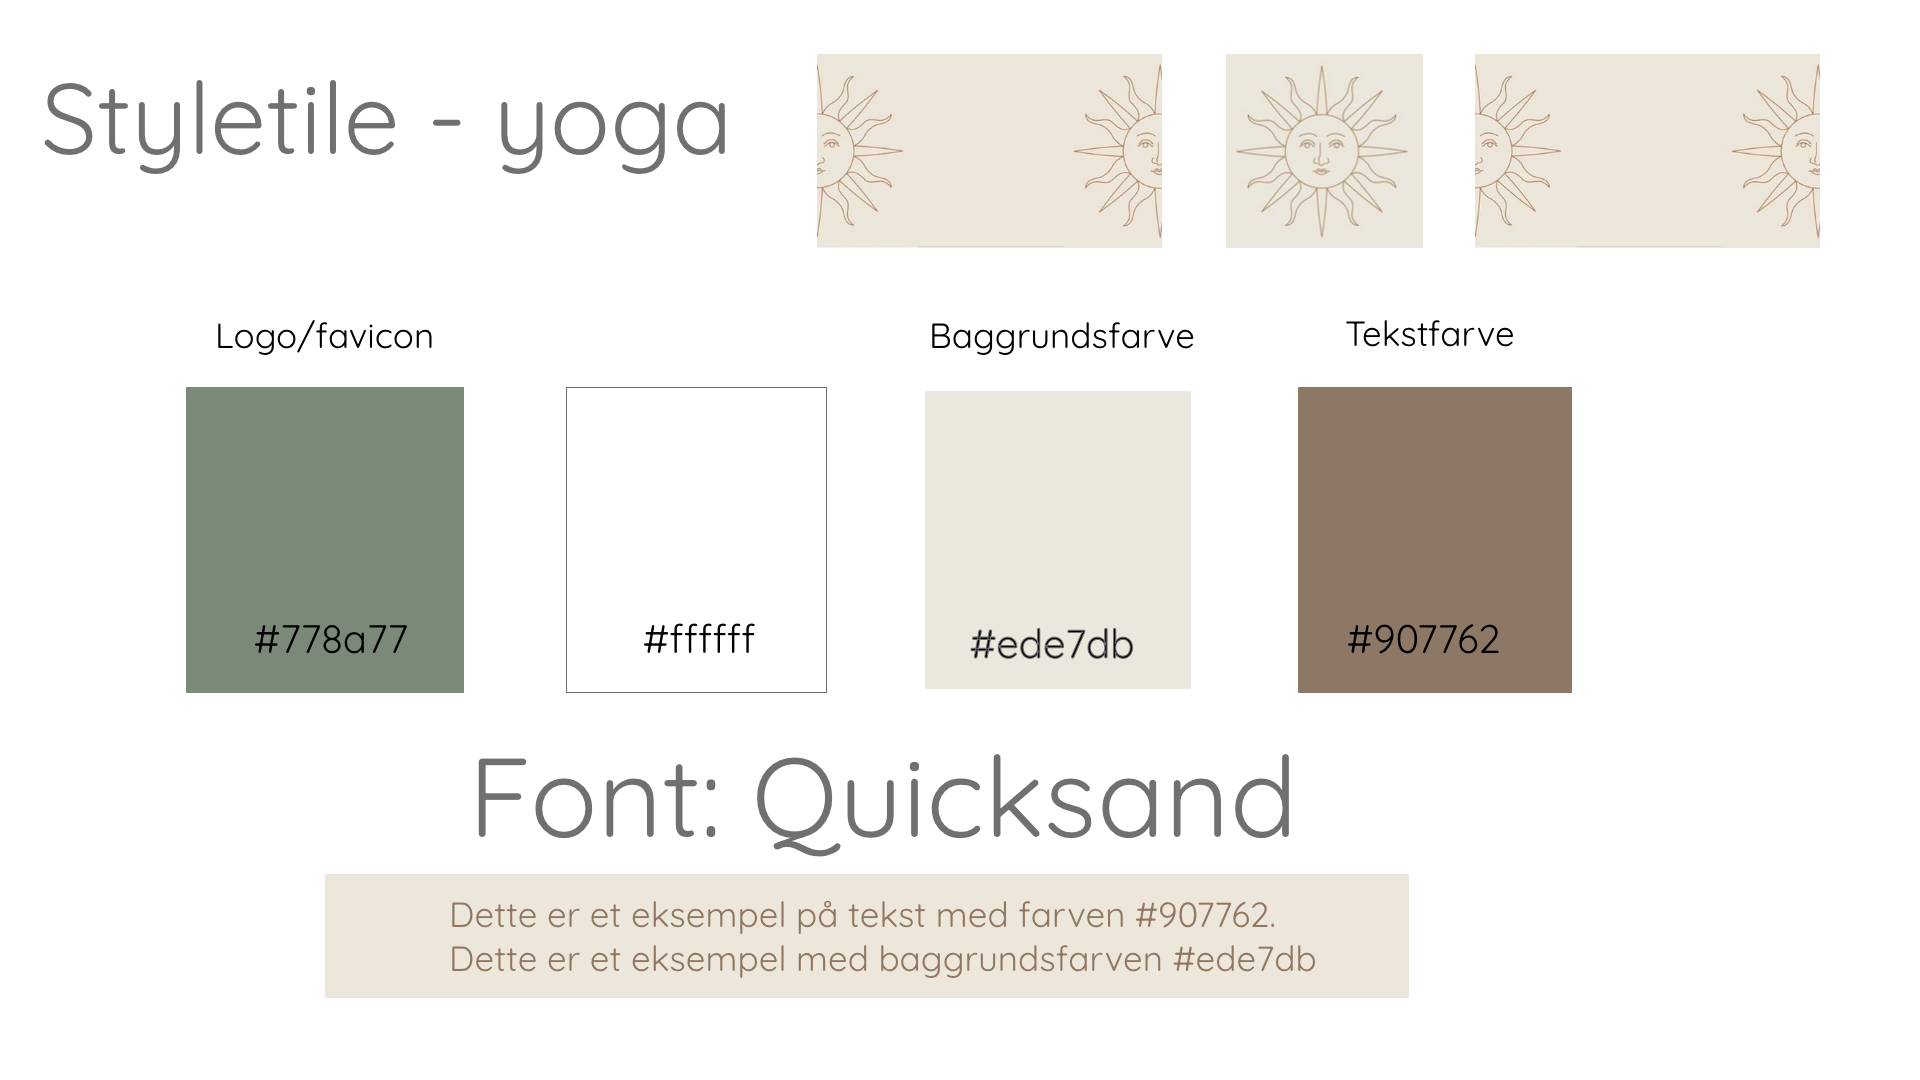 Styletile - yoga
Logo/favicon
Baggrundsfarve
Tekstfarve
#778a77
#ffffff
#ede7db
#907762
Font: Quicksand
Dette er et eksempel på tekst med farven #907762.
Dette er et eksempel med baggrundsfarven #ede7db